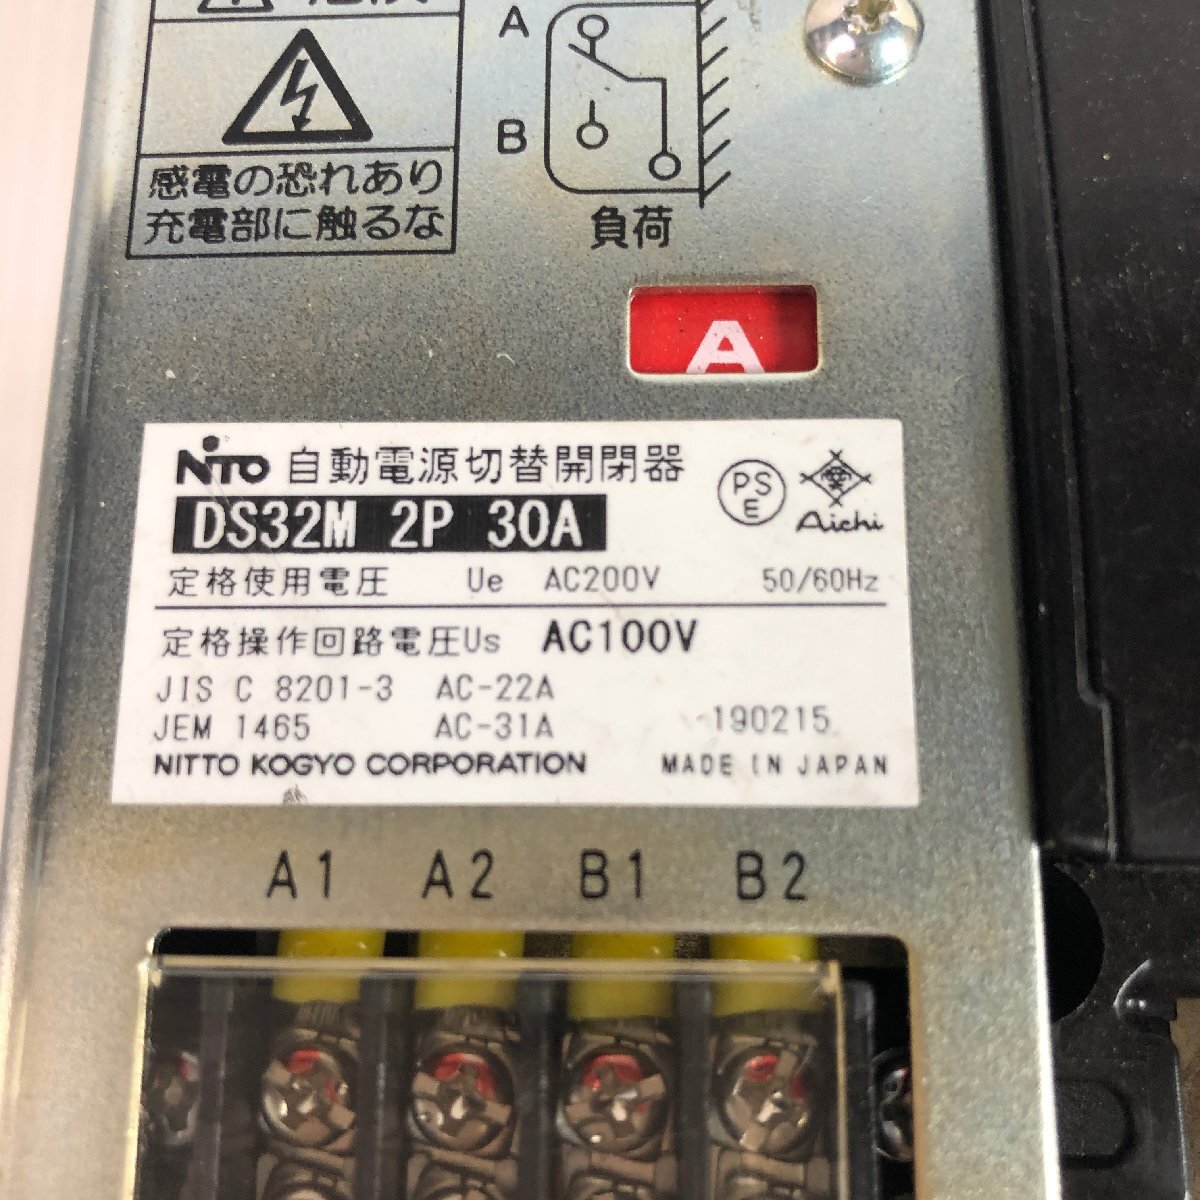 危険
感電の恐れあり
充電部に触るな
A
B
負荷
A
NiTO 自動電源切替開閉器
PSE
Aichi
DS32M 2P 30A
定格使用電圧 Ue AC200V 50/60Hz
定格操作回路電圧Us AC100V
JIS C 8201-3 AC-22A
JEM 1465 AC-31A 190215
NITTO KOGYO CORPORATION MADE IN JAPAN
A1 A2 B1 B2